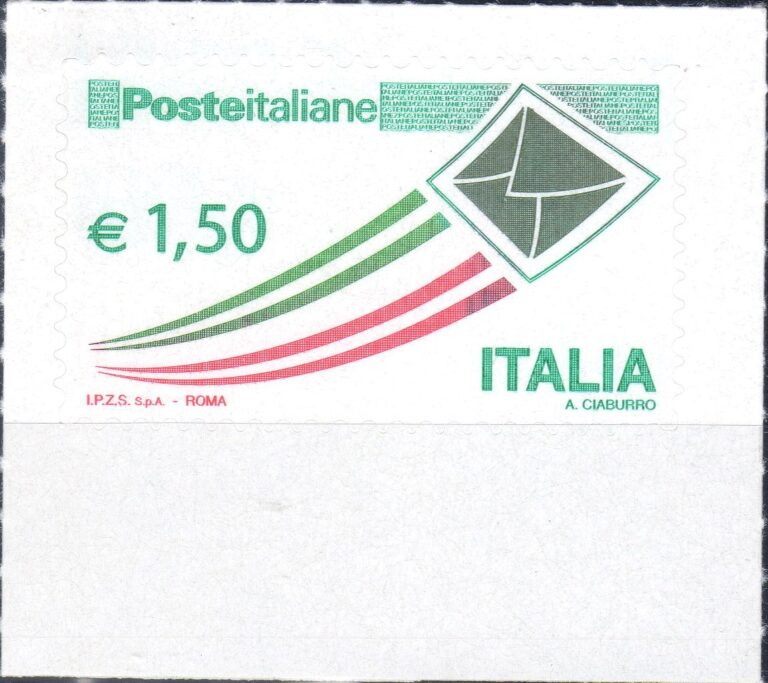 Posteitaliane
€ 1,50
ITALIA
I.P.Z.S. S.p.A. - ROMA
A. CIABURRO